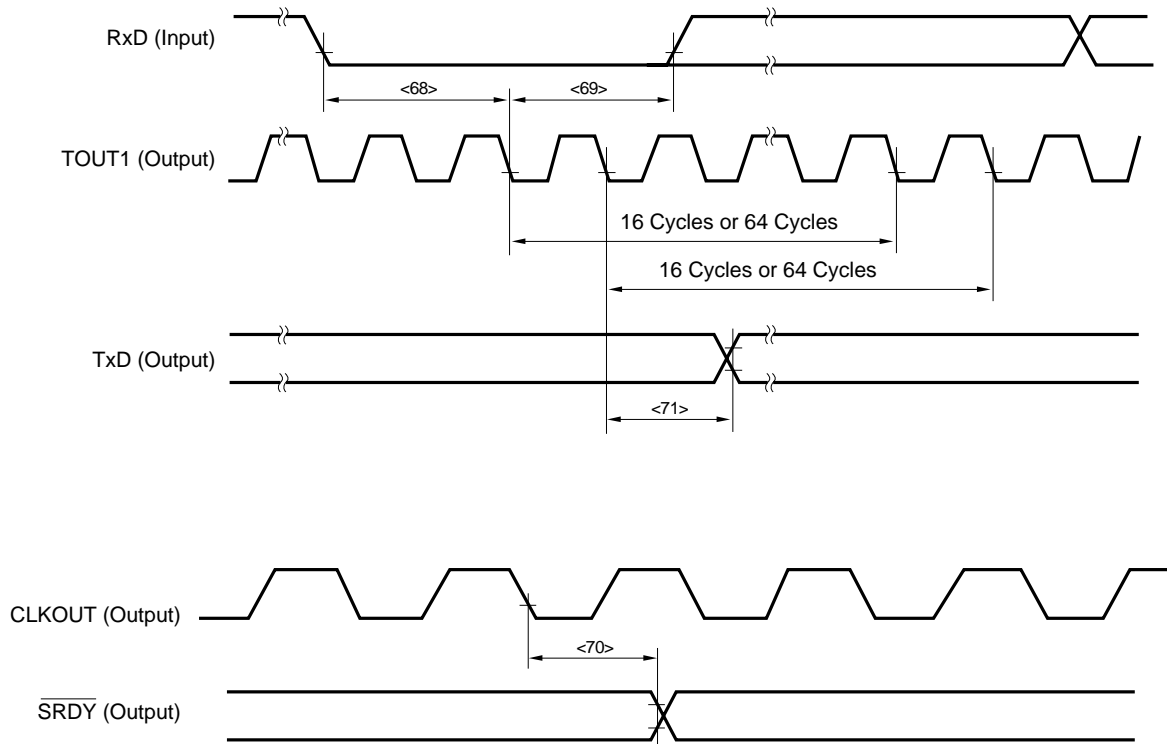 RxD (Input)
<68>
<69>
TOUT1 (Output)
16 Cycles or 64 Cycles
16 Cycles or 64 Cycles
TxD (Output)
<71>
CLKOUT (Output)
<70>
SRDY (Output)